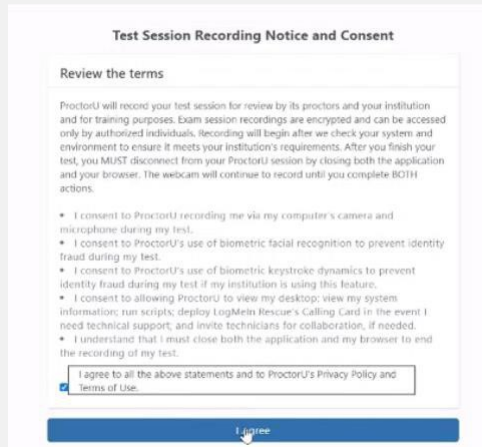 Test Session Recording Notice and Consent
Review the terms
ProctorU will record your test session for review by its proctors and your institution
and for training purposes. Exam session recordings are encrypted and can be accessed
only by authorized individuals. Recording will begin after we check your system and
environment to ensure it meets your institution's requirements. After you finish your
test, you MUST disconnect from your ProctorU session by closing both the application
and your browser. The webcam will continue to record until you complete BOTH
actions.
• I consent to ProctorU recording me via my computer's camera and
microphone during my test.
• I consent to ProctorU's use of biometric facial recognition to prevent identity
fraud during my test.
• I consent to ProctorU's use of biometric keystroke dynamics to prevent
identity fraud during my test if my institution is using this feature.
• I consent to allowing ProctorU to view my desktop; view my system
information; run scripts; deploy LogMeIn Rescue's Calling Card in the event I
need technical support; and invite technicians for collaboration, if needed.
• I understand that I must close both the application and my browser to end
the recording of my test.
I agree to all the above statements and to ProctorU's Privacy Policy and
Terms of Use.
I agree